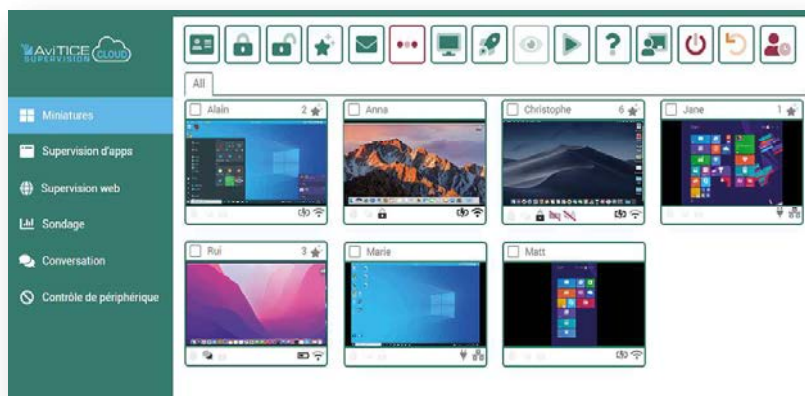 AViTICE
SUPERVISION CLOUD
All
Miniatures
Supervision d'apps
Supervision web
Sondage
Conversation
Contrôle de périphérique
Alain 2
Anna
Christophe 6
Jane 1
Rui 3
Marie
Matt